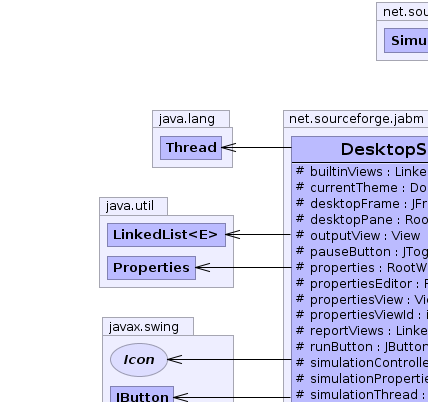 net.sou
Simu
java.lang
Thread
java.util
LinkedList<E>
Properties
javax.swing
Icon
JButton
net.sourceforge.jabm
DesktopS
# builtinViews : Linke
# currentTheme : Do
# desktopFrame : JFr
# desktopPane : Roo
# outputView : View
# pauseButton : JTog
# properties : RootW
# propertiesEditor : F
# propertiesView : Vi
# propertiesViewId : i
# reportViews : Linke
# runButton : JButton
# simulationControlle
# simulationPropertie
# simulationThread :